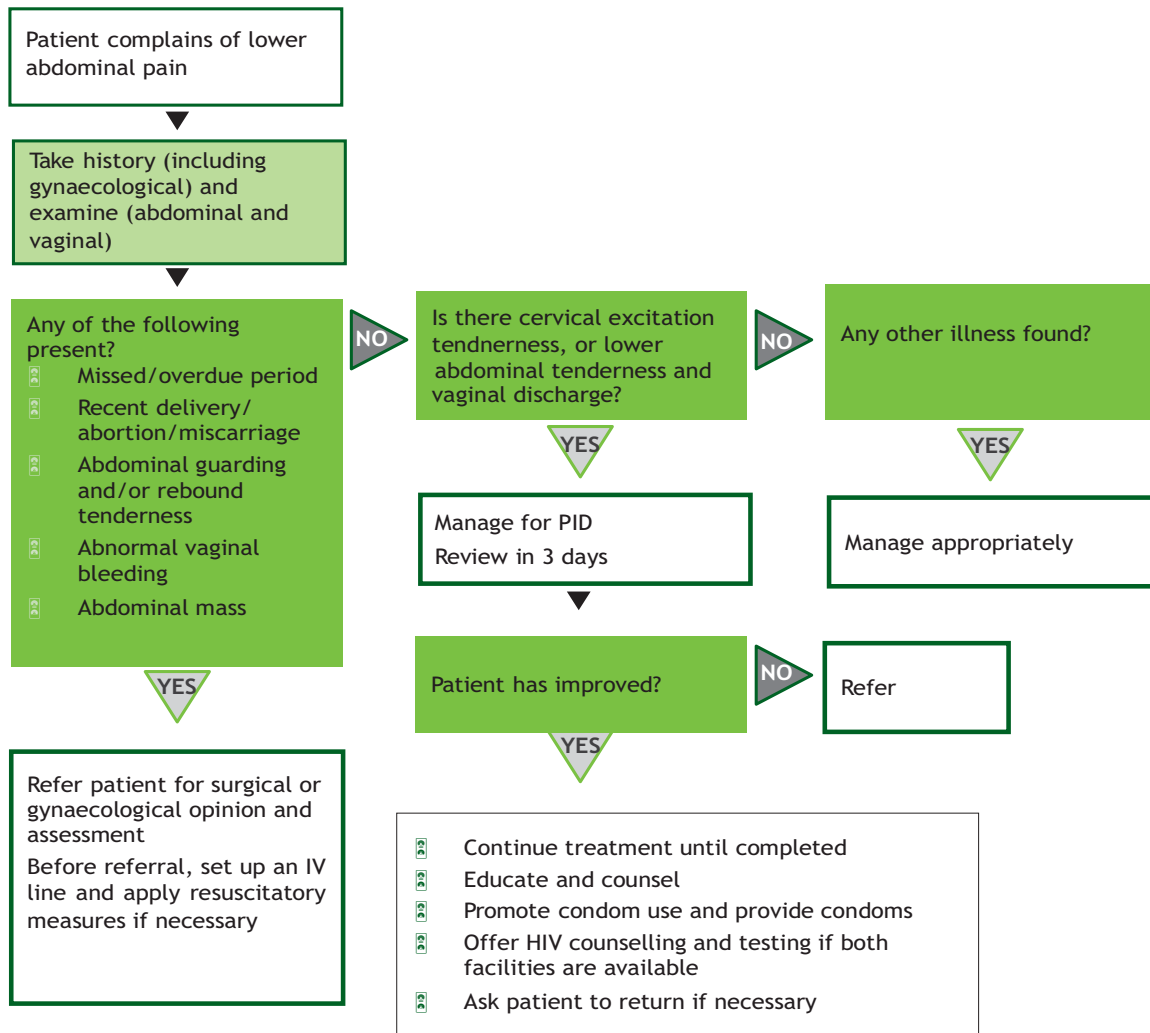 Patient complains of lower
abdominal pain
Take history (including
gynaecological) and
examine (abdominal and
vaginal)
Any of the following
present?
Missed/overdue period
Recent delivery/
abortion/miscarriage
Abdominal guarding
and/or rebound
tenderness
Abnormal vaginal
bleeding
Abdominal mass
NO
Is there cervical excitation
tendnerness, or lower
abdominal tenderness and
vaginal discharge?
NO
Any other illness found?
YES
YES
Manage for PID
Review in 3 days
Manage appropriately
YES
Patient has improved?
NO
Refer
YES
Refer patient for surgical or
gynaecological opinion and
assessment
Before referral, set up an IV
line and apply resuscitatory
measures if necessary
Continue treatment until completed
Educate and counsel
Promote condom use and provide condoms
Offer HIV counselling and testing if both
facilities are available
Ask patient to return if necessary